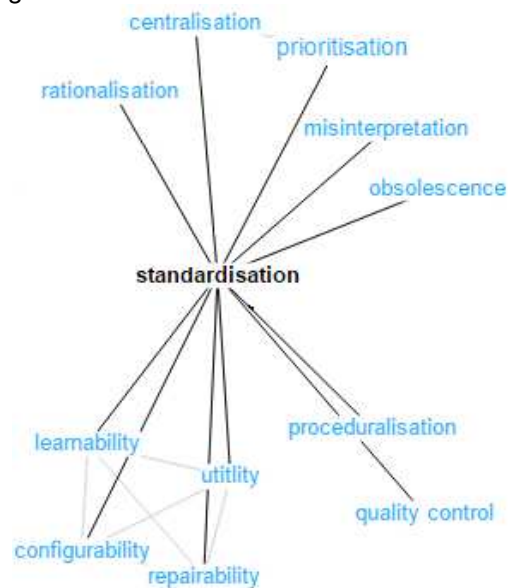 centralisation
prioritisation
rationalisation
misinterpretation
obsolescence
standardisation
proceduralisation
learnability
utitlity
quality control
configurability
repairability